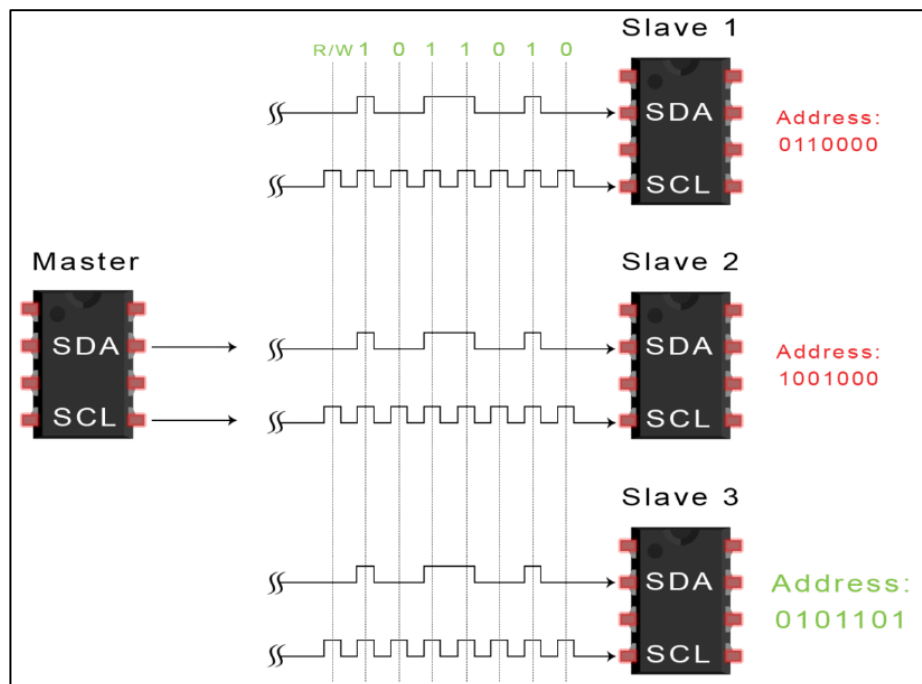 Slave 1
R/W 1 0 1 1 0 1 0
SDA
Address:
0110000
SCL
Master
Slave 2
SDA
SDA
Address:
1001000
SCL
SCL
Slave 3
SDA
Address:
0101101
SCL